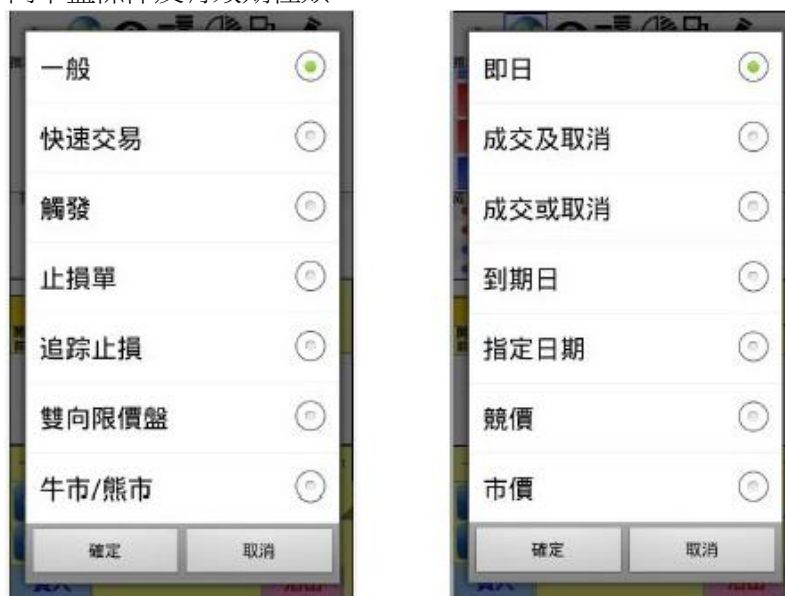 一般
快速交易
觸發
止損單
追踪止損
雙向限價盤
牛市/熊市
確定 取消
即日
成交及取消
成交或取消
到期日
指定日期
競價
市價
確定 取消